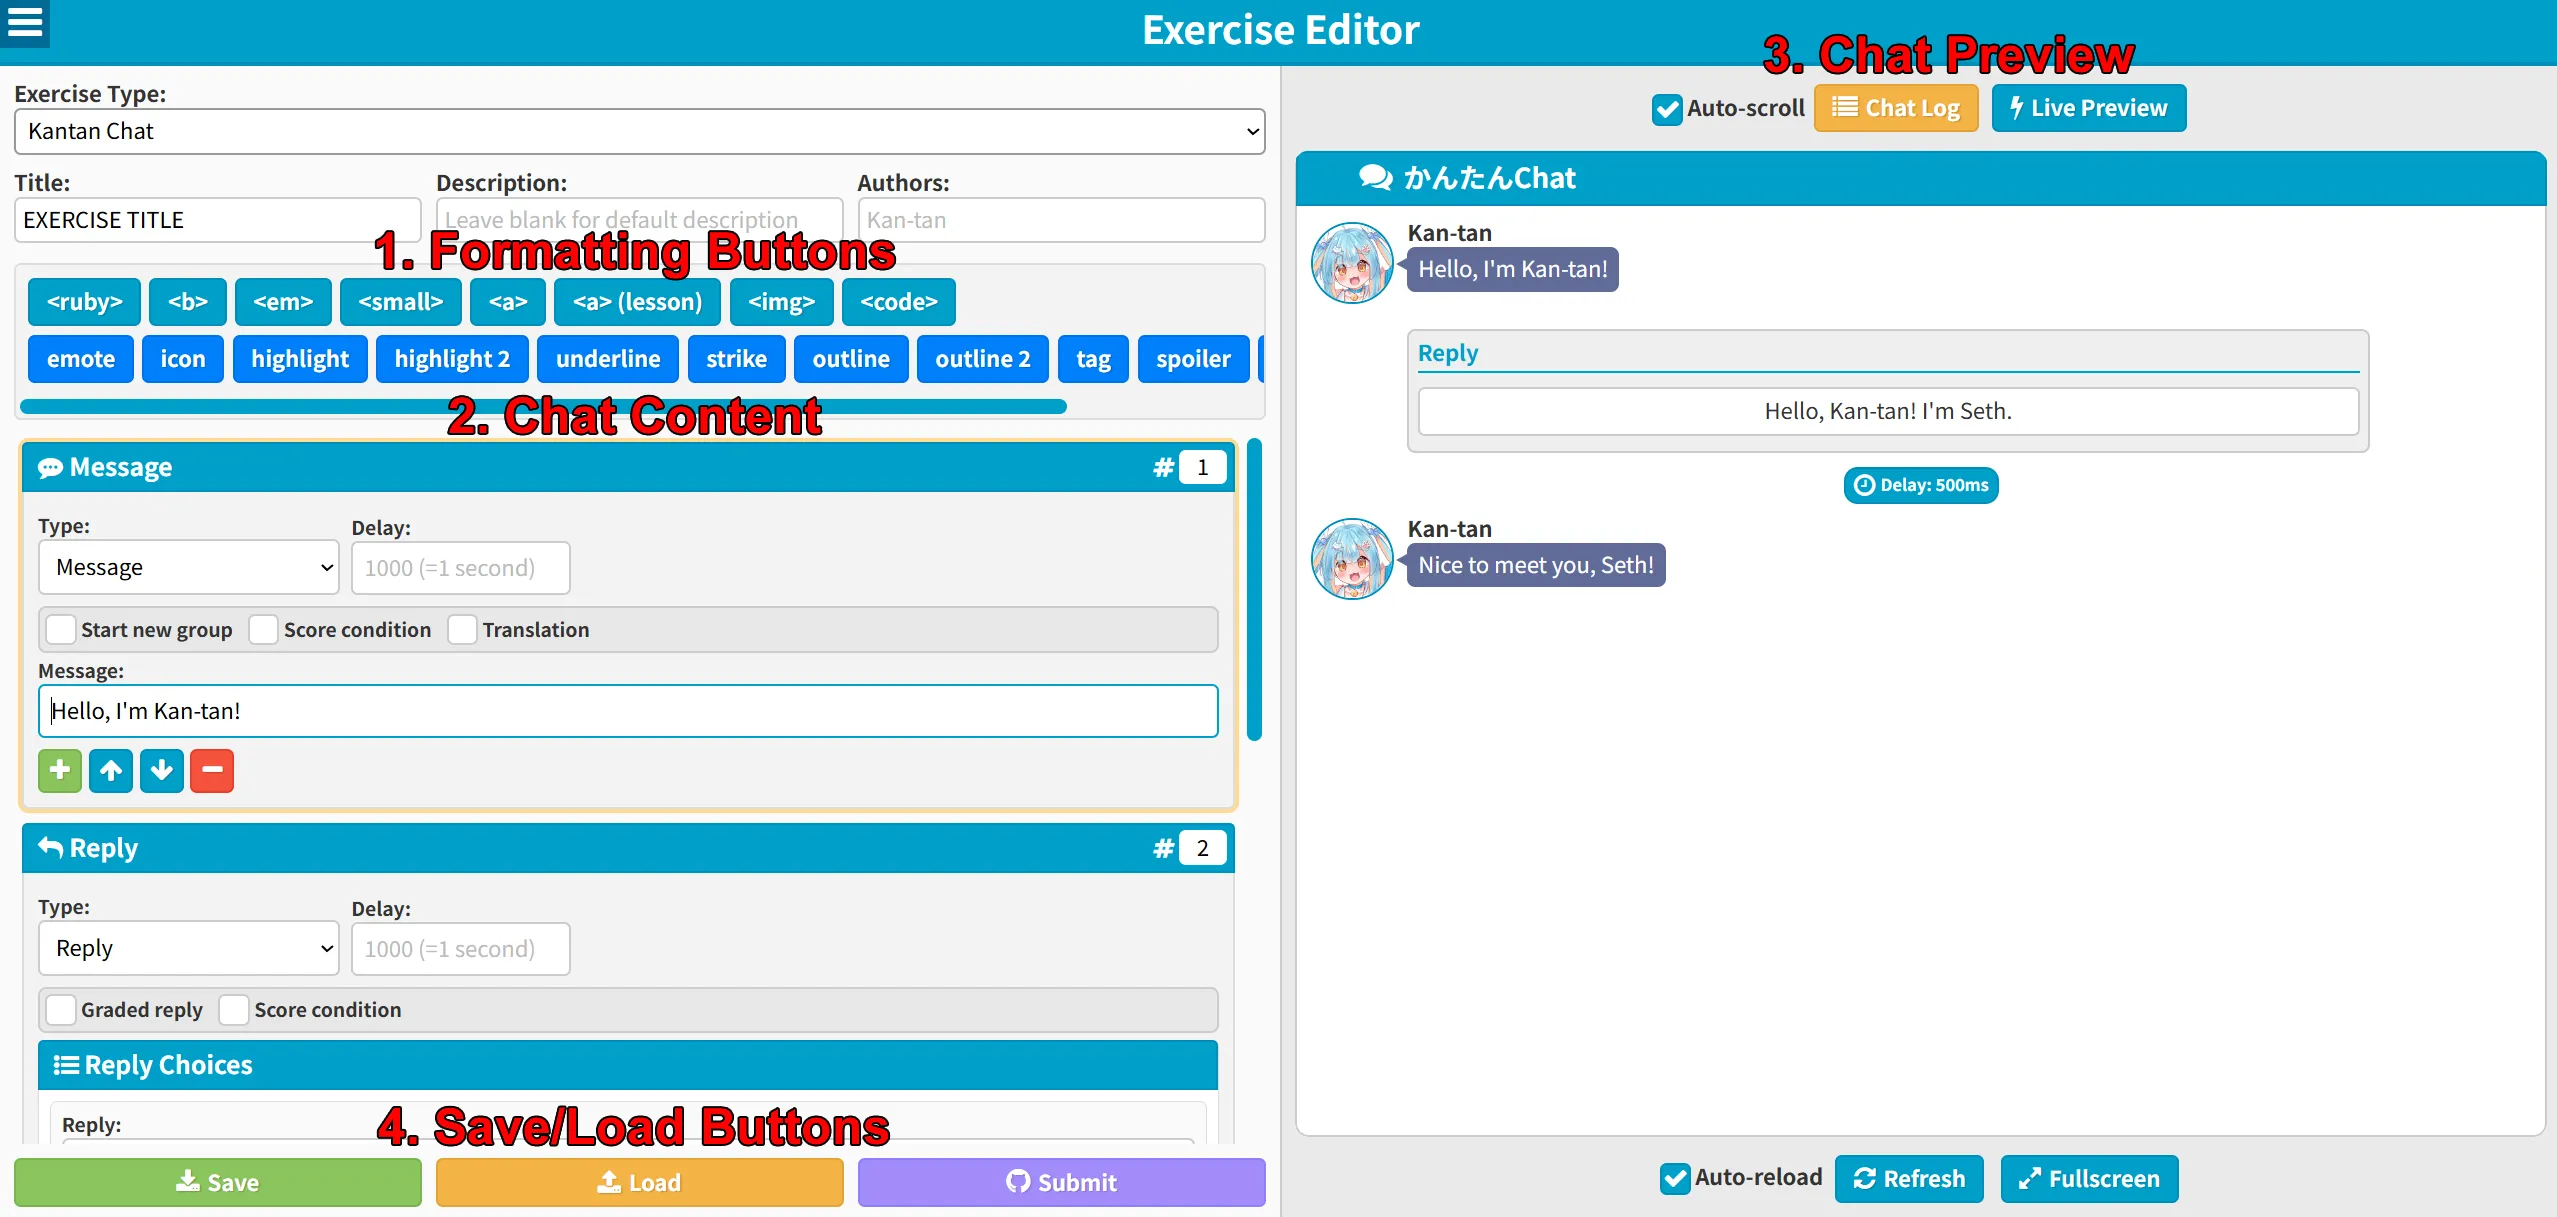 Exercise Editor
3. Chat Preview
Exercise Type:
Kantan Chat
Title:
Description:
Authors:
EXERCISE TITLE
Leave blank for default description
Kan-tan
1. Formatting Buttons
<ruby> <b> <em> <small> <a> <a> (lesson) <img> <code>
emote icon highlight highlight 2 underline strike outline outline 2 tag spoiler
2. Chat Content
Message # 1
Type:
Delay:
Message
1000 (=1 second)
Start new group Score condition Translation
Message:
Hello, I'm Kan-tan!
Reply # 2
Type:
Delay:
Reply
1000 (=1 second)
Graded reply Score condition
Reply Choices
Reply:
4. Save/Load Buttons
Save Load Submit
Auto-scroll Chat Log Live Preview
かんたんChat
Kan-tan
Hello, I'm Kan-tan!
Reply
Hello, Kan-tan! I'm Seth.
Delay: 500ms
Kan-tan
Nice to meet you, Seth!
Auto-reload Refresh Fullscreen